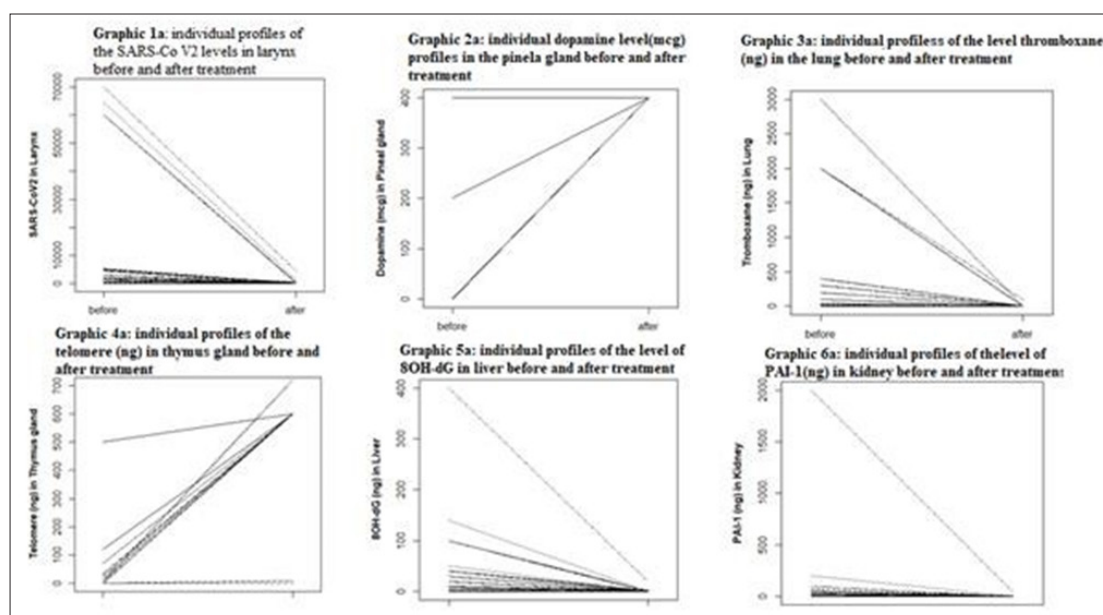 Graphic 1a: individual profiles of
the SARS-Co V2 levels in larynx
before and after treatment
SARS-CoV2 in Larynx
0
10000
30000
50000
70000
before
after
Graphic 2a: individual dopamine level(mcg)
profiles in the pinela gland before and after
treatment
Dopamine (mcg) in Pineal gland
0
100
200
300
400
before
after
Graphic 3a: individual profiless of the level thromboxane
(ng) in the lung before and after treatment
Tromboxane (ng) in Lung
0
500
1000
1500
2000
2500
3000
before
after
Graphic 4a: individual profiles of the
telomere (ng) in thymus gland before and
after treatment
Telomere (ng) in Thymus gland
0
100
200
300
400
500
600
700
Graphic 5a: individual profiles of the level of
8OH-dG in liver before and after treatment
8OH-dG (ng) in Liver
0
100
200
300
400
Graphic 6a: individual profiles of thelevel of
PAI-1(ng) in kidney before and after treatmen
PAI-1 (ng) in Kidney
0
500
1000
1500
2000